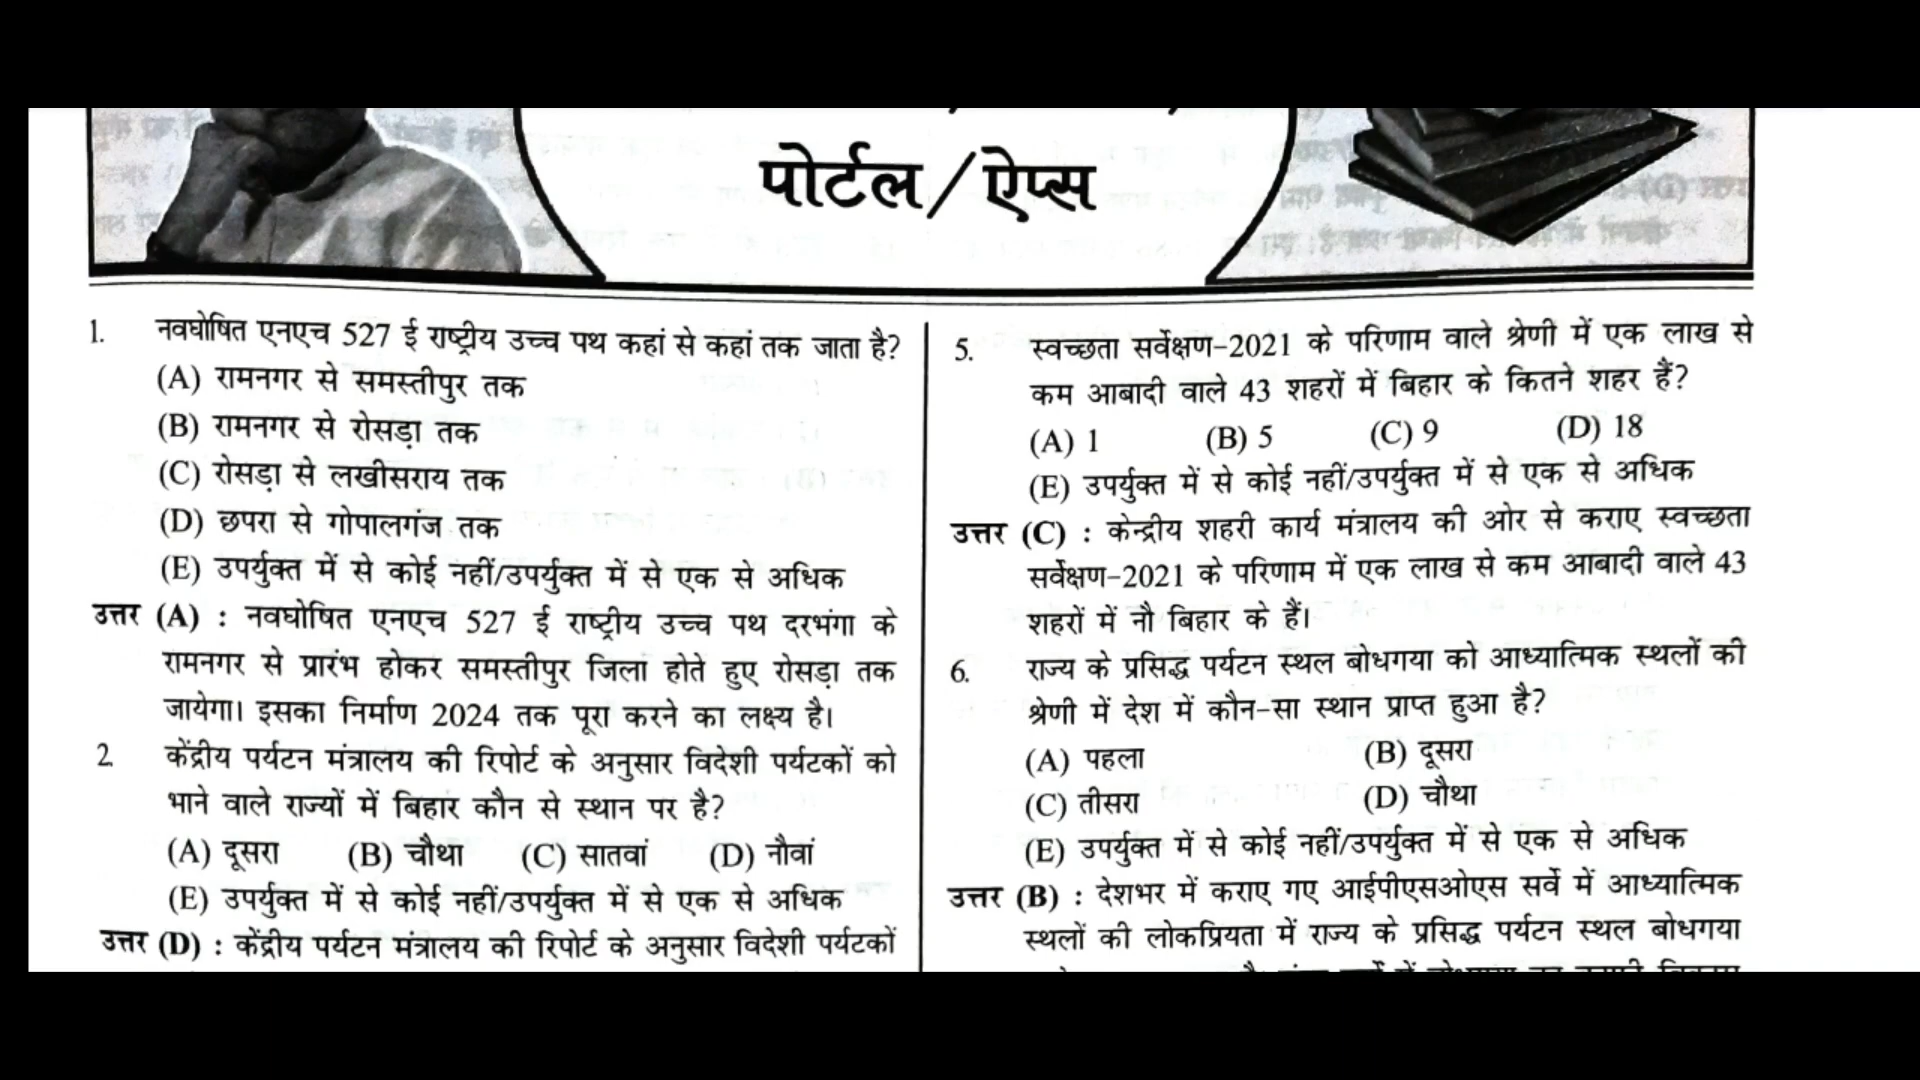 पोर्टल/ऐप्स
1. नवघोषित एनएच 527 ई राष्ट्रीय उच्च पथ कहां से कहां तक जाता है?
(A) रामनगर से समस्तीपुर तक
(B) रामनगर से रोसड़ा तक
(C) रोसड़ा से लखीसराय तक
(D) छपरा से गोपालगंज तक
(E) उपर्युक्त में से कोई नहीं/उपर्युक्त में से एक से अधिक
उत्तर (A) : नवघोषित एनएच 527 ई राष्ट्रीय उच्च पथ दरभंगा के
रामनगर से प्रारंभ होकर समस्तीपुर जिला होते हुए रोसड़ा तक
जायेगा। इसका निर्माण 2024 तक पूरा करने का लक्ष्य है।
2. केंद्रीय पर्यटन मंत्रालय की रिपोर्ट के अनुसार विदेशी पर्यटकों को
भाने वाले राज्यों में बिहार कौन से स्थान पर है?
(A) दूसरा (B) चौथा (C) सातवां (D) नौवां
(E) उपर्युक्त में से कोई नहीं/उपर्युक्त में से एक से अधिक
उत्तर (D) : केंद्रीय पर्यटन मंत्रालय की रिपोर्ट के अनुसार विदेशी पर्यटकों
5. स्वच्छता सर्वेक्षण-2021 के परिणाम वाले श्रेणी में एक लाख से
कम आबादी वाले 43 शहरों में बिहार के कितने शहर हैं?
(A) 1 (B) 5 (C) 9 (D) 18
(E) उपर्युक्त में से कोई नहीं/उपर्युक्त में से एक से अधिक
उत्तर (C) : केन्द्रीय शहरी कार्य मंत्रालय की ओर से कराए स्वच्छता
सर्वेक्षण-2021 के परिणाम में एक लाख से कम आबादी वाले 43
शहरों में नौ बिहार के हैं।
6. राज्य के प्रसिद्ध पर्यटन स्थल बोधगया को आध्यात्मिक स्थलों की
श्रेणी में देश में कौन-सा स्थान प्राप्त हुआ है?
(A) पहला (B) दूसरा
(C) तीसरा (D) चौथा
(E) उपर्युक्त में से कोई नहीं/उपर्युक्त में से एक से अधिक
उत्तर (B) : देशभर में कराए गए आईपीएसओएस सर्वे में आध्यात्मिक
स्थलों की लोकप्रियता में राज्य के प्रसिद्ध पर्यटन स्थल बोधगया